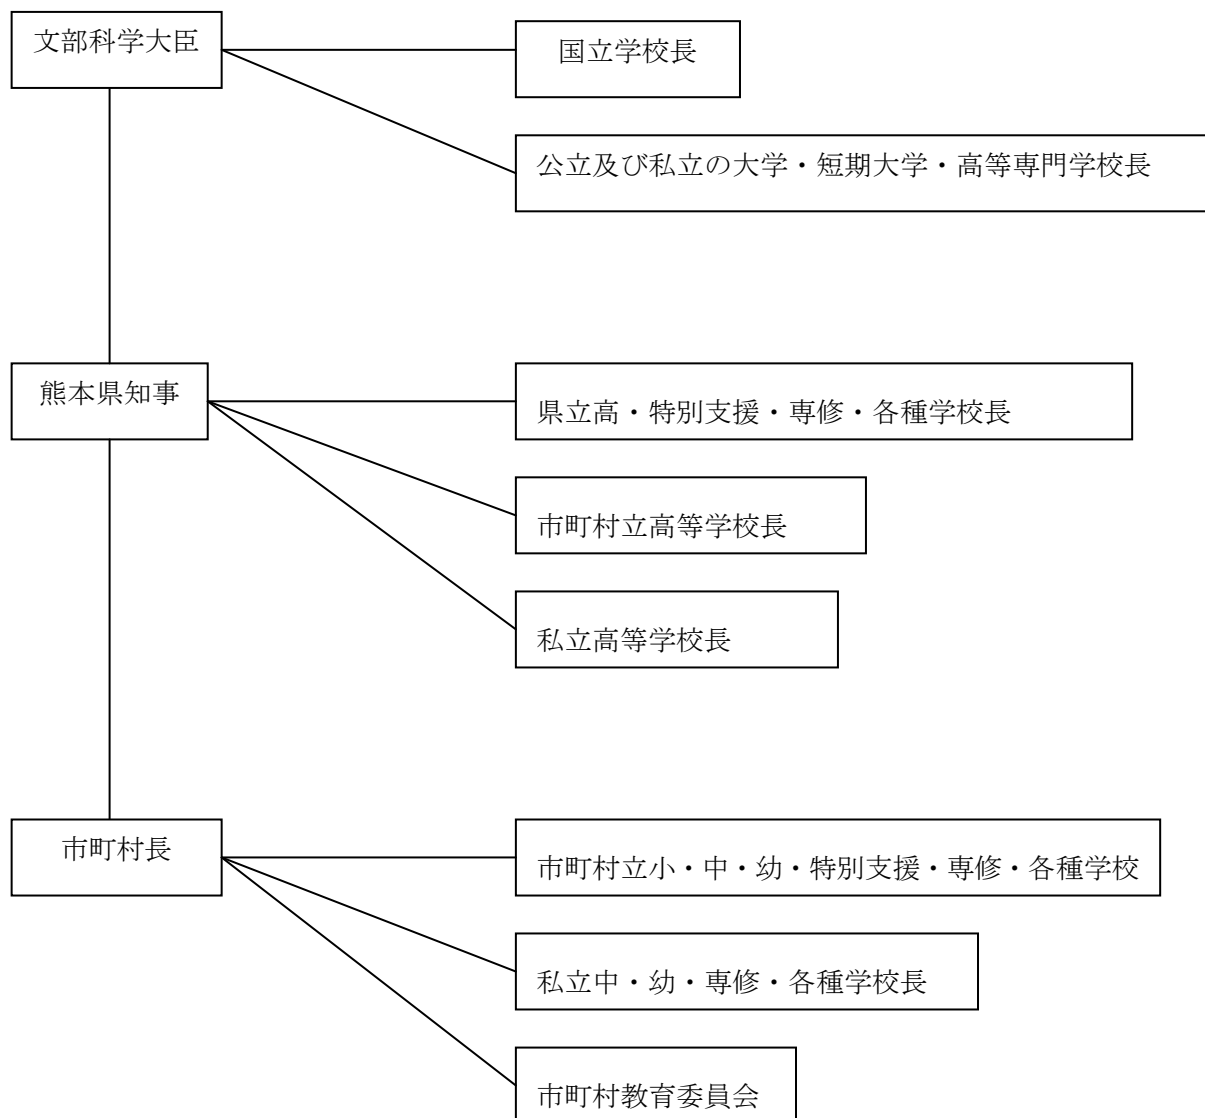 文部科学大臣
国立学校長
公立及び私立の大学・短期大学・高等専門学校長
熊本県知事
県立高・特別支援・専修・各種学校長
市町村立高等学校長
私立高等学校長
市町村長
市町村立小・中・幼・特別支援・専修・各種学校
私立中・幼・専修・各種学校長
市町村教育委員会